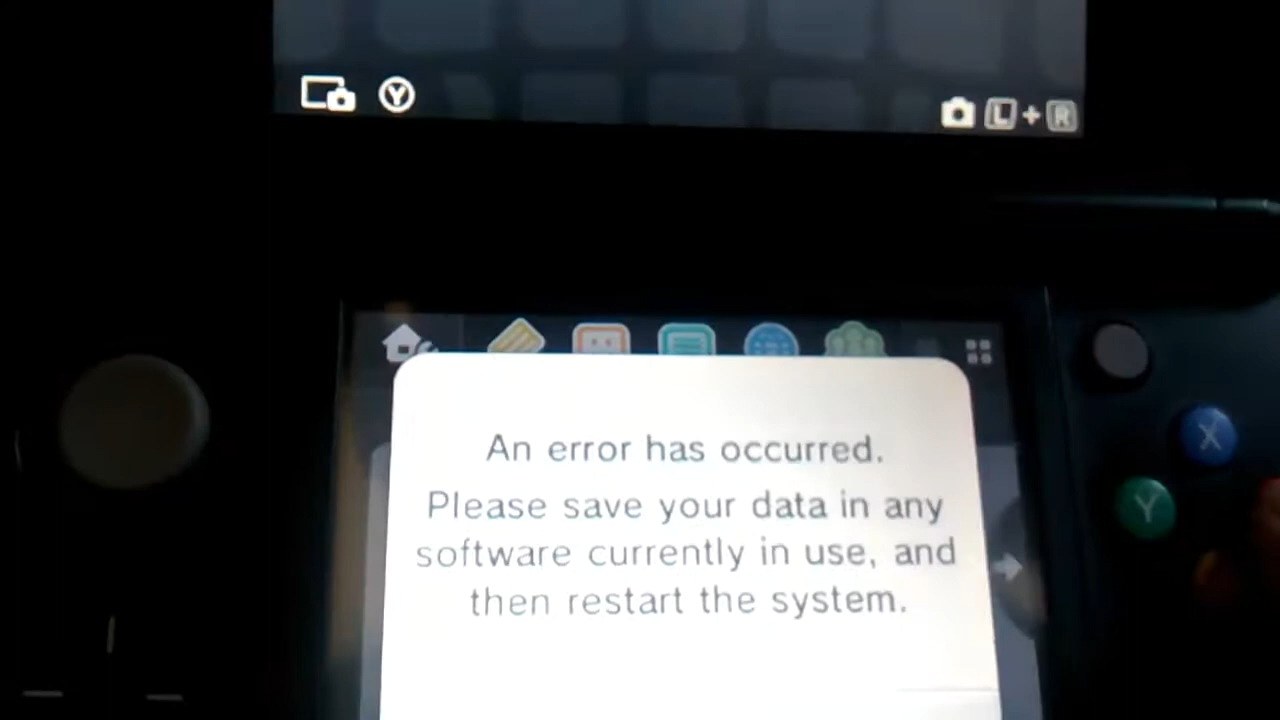 Y
L + R
An error has occurred.
Please save your data in any
software currently in use, and
then restart the system.
X
Y